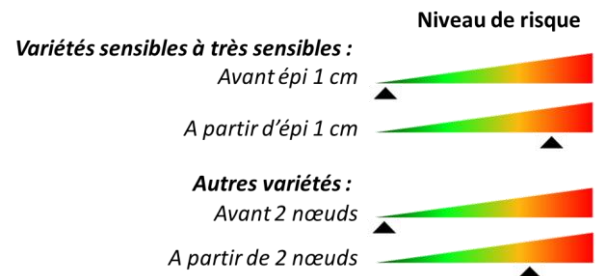 Niveau de risque
Variétés sensibles à très sensibles :
Avant épi 1 cm
A partir d’épi 1 cm
Autres variétés :
Avant 2 nœuds
A partir de 2 nœuds